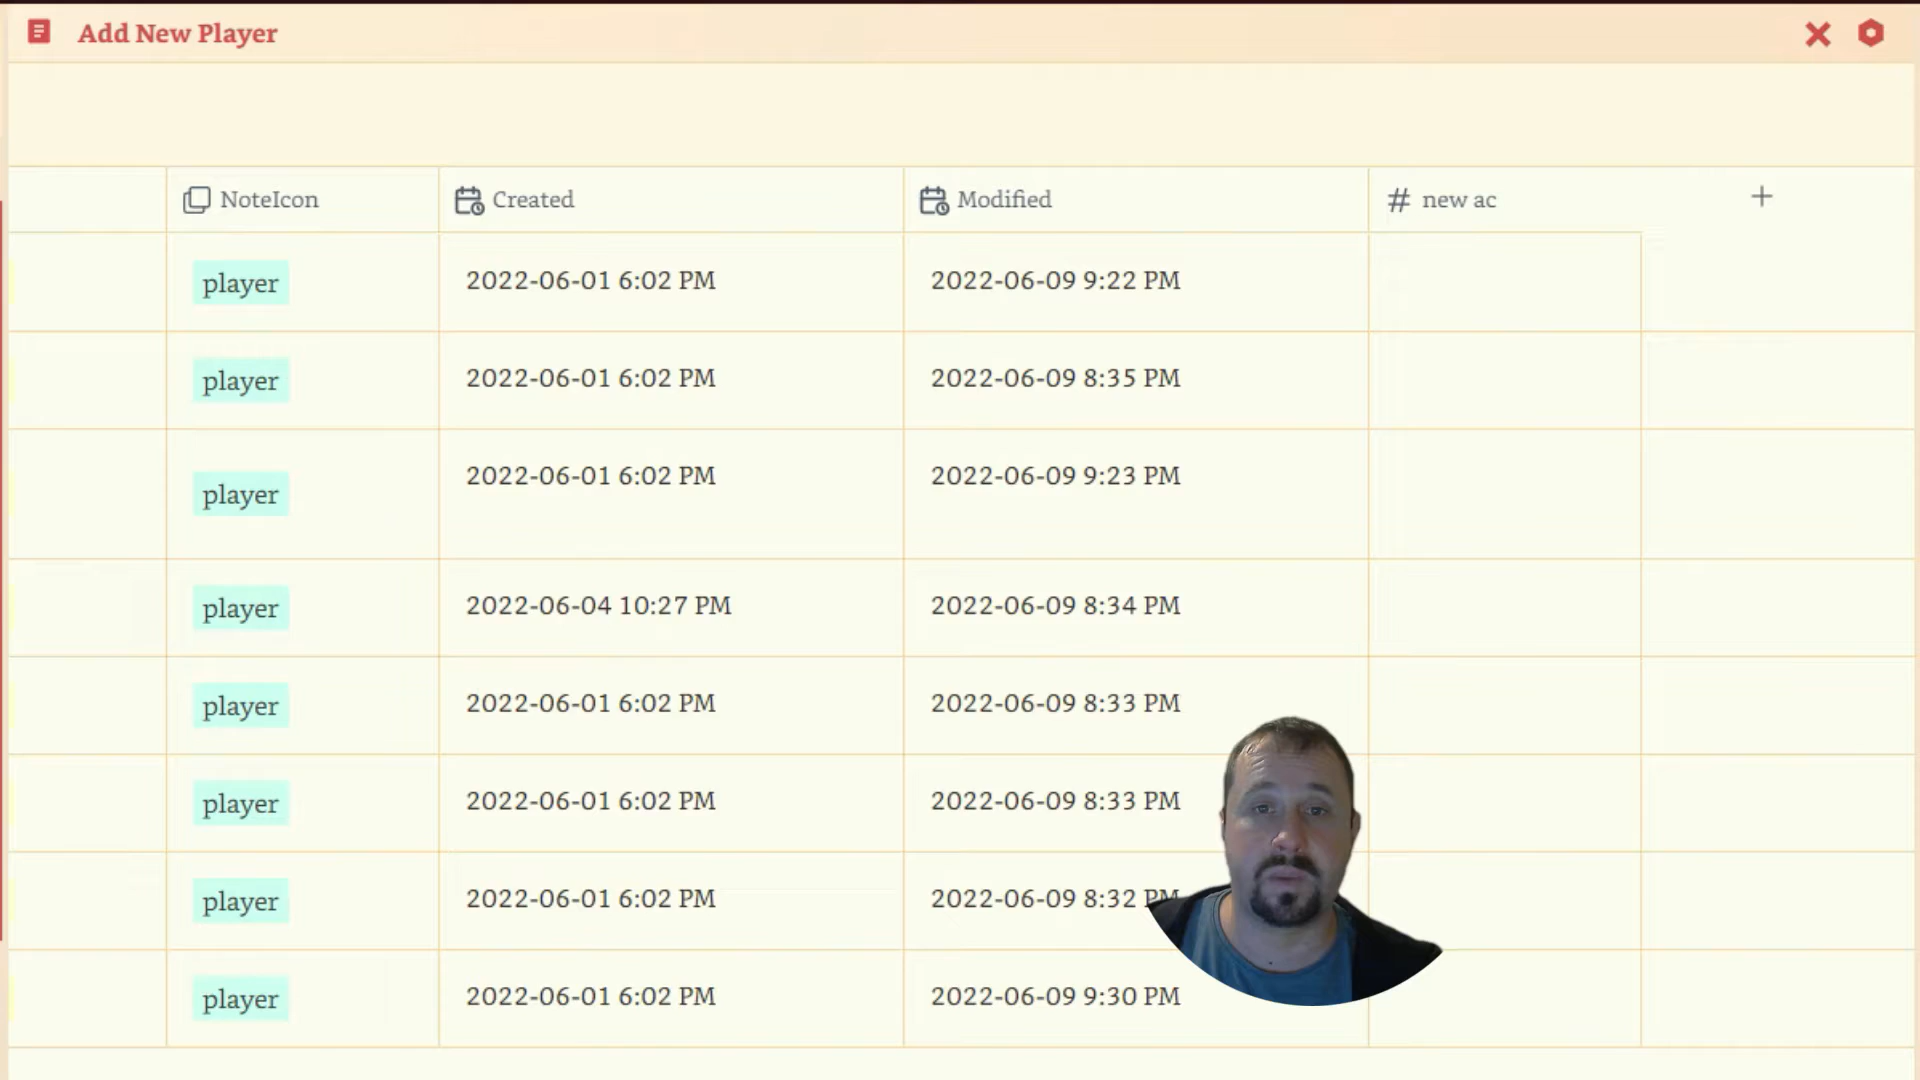 Add New Player
NoteIcon Created Modified new ac +
player 2022-06-01 6:02 PM 2022-06-09 9:22 PM
player 2022-06-01 6:02 PM 2022-06-09 8:35 PM
player 2022-06-01 6:02 PM 2022-06-09 9:23 PM
player 2022-06-04 10:27 PM 2022-06-09 8:34 PM
player 2022-06-01 6:02 PM 2022-06-09 8:33 PM
player 2022-06-01 6:02 PM 2022-06-09 8:33 PM
player 2022-06-01 6:02 PM 2022-06-09 8:32 PM
player 2022-06-01 6:02 PM 2022-06-09 9:30 PM